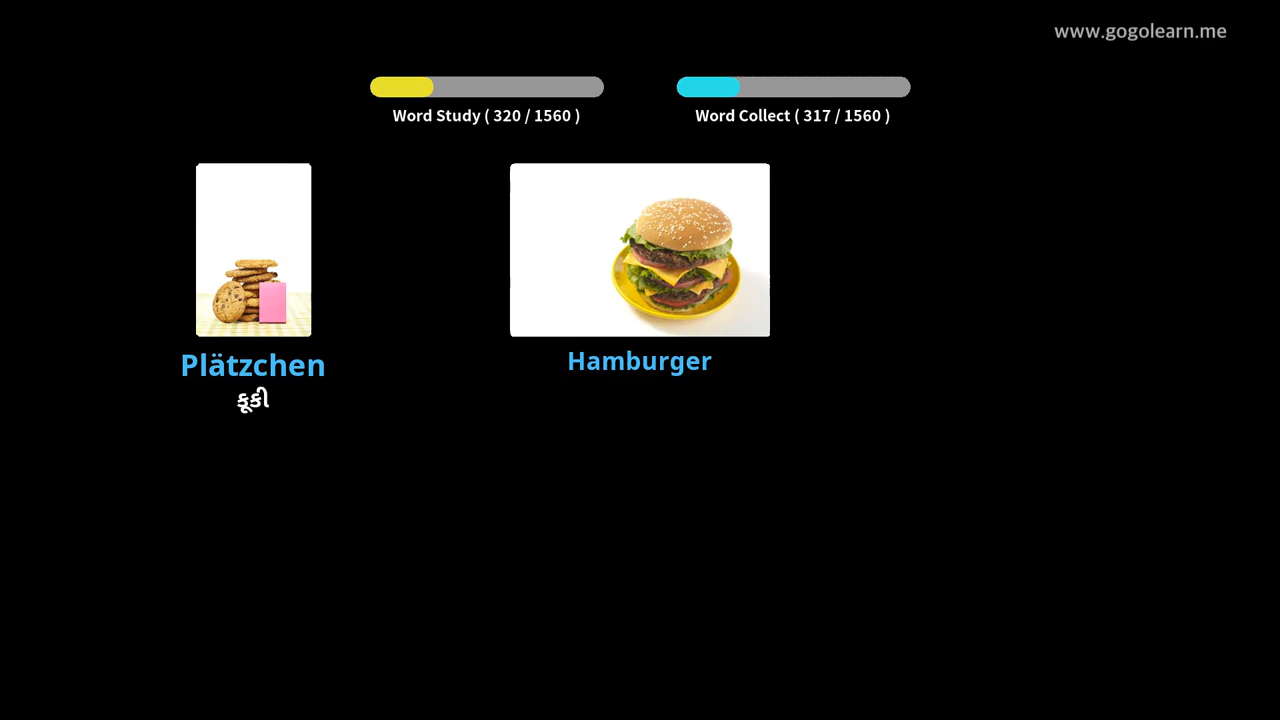 www.gogolearn.me
Word Study ( 320 / 1560 )
Word Collect ( 317 / 1560 )
Plätzchen
કૂકી
Hamburger